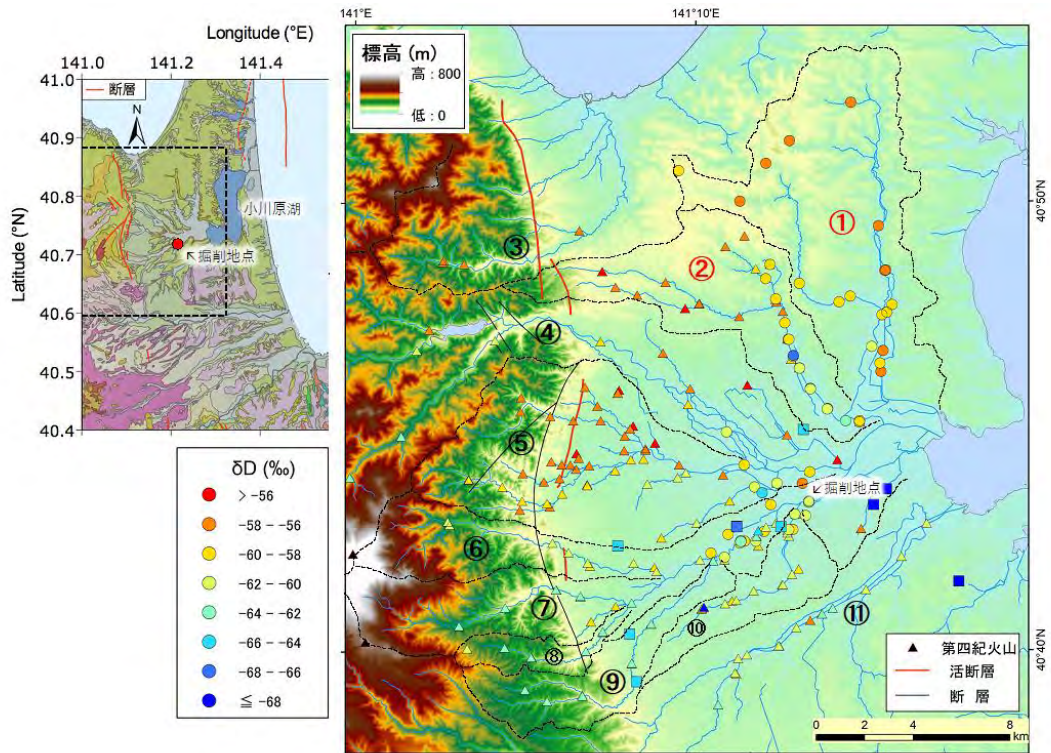 Longitude (°E)
141.0 141.2 141.4
Latitude (°N)
41.0
40.9
40.8
40.7
40.6
40.5
40.4
断層
N
小川原湖
↖掘削地点
δD (‰)
> -56
-58 - -56
-60 - -58
-62 - -60
-64 - -62
-66 - -64
-68 - -66
≦ -68
141°E
141°10'
標高 (m)
高 : 800
低 : 0
40°50'
40°40'
①
②
③
④
⑤
↙掘削地点
⑥
⑦
⑧
⑨
⑩
⑪
第四紀火山
活断層
断 層
0 2 4 8
km